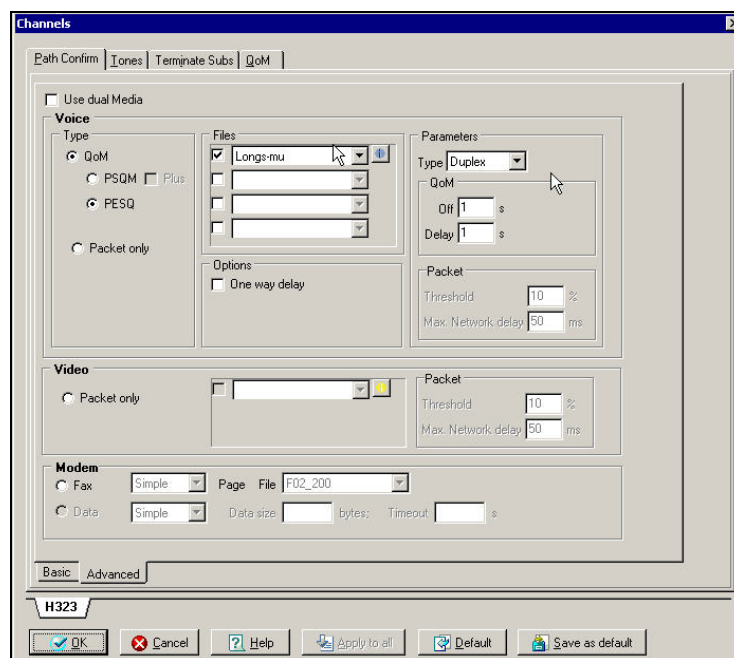 Channels
Path Confirm Tones Terminate Subs QoM
Use dual Media
Voice
Type
QoM
PSQM Plus
PESQ
Packet only
Files
Longs-mu
Options
One way delay
Parameters
Type Duplex
QoM
Off 1 s
Delay 1 s
Packet
Threshold 10 %
Max. Network delay 50 ms
Video
Packet only
Packet
Threshold 10 %
Max. Network delay 50 ms
Modem
Fax Simple Page File F02_200
Data Simple Data size bytes; Timeout s
Basic Advanced
H323
OK Cancel Help Apply to all Default Save as default